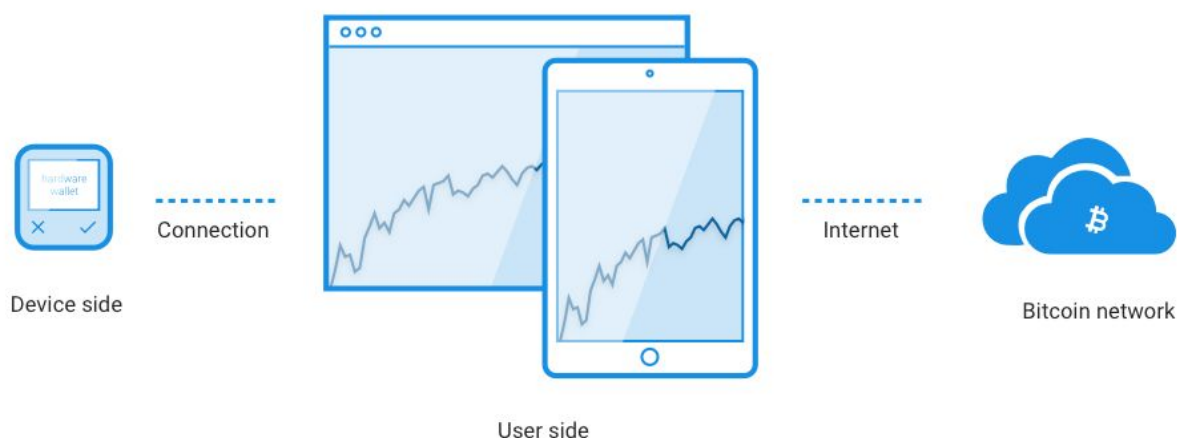 hardware
wallet
Connection
Internet
Device side
Bitcoin network
User side